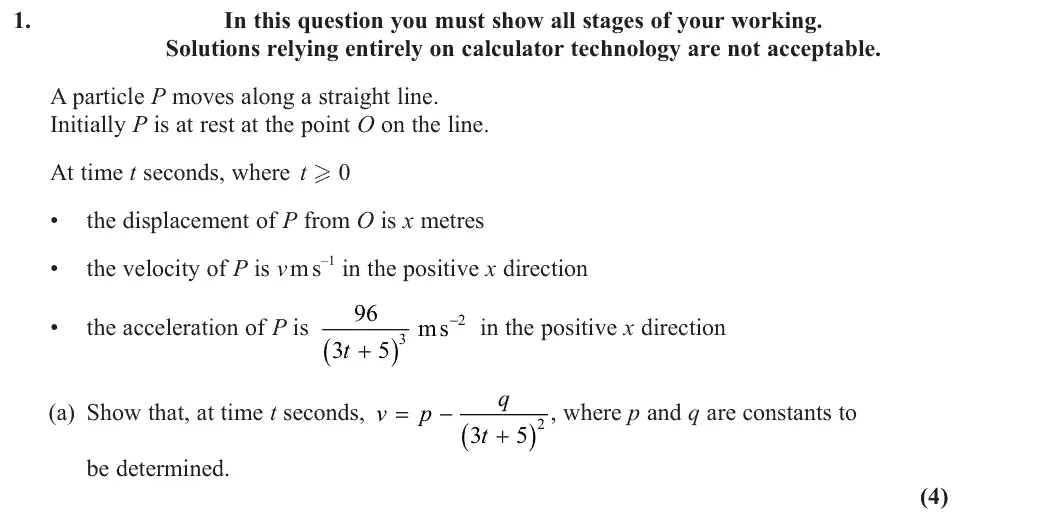 1. In this question you must show all stages of your working.
Solutions relying entirely on calculator technology are not acceptable.
A particle P moves along a straight line.
Initially P is at rest at the point O on the line.
At time t seconds, where t ⩾ 0
• the displacement of P from O is x metres
• the velocity of P is v m s⁻¹ in the positive x direction
• the acceleration of P is 96/(3t + 5)³ m s⁻² in the positive x direction
(a) Show that, at time t seconds, v = p − q/(3t + 5)², where p and q are constants to
be determined.
(4)